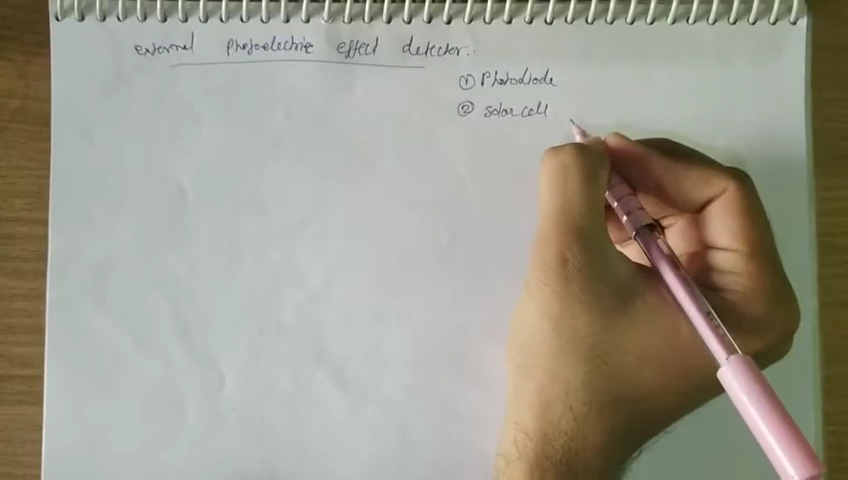 external photoelectric effect detector..
① Photodiode
② solar cell